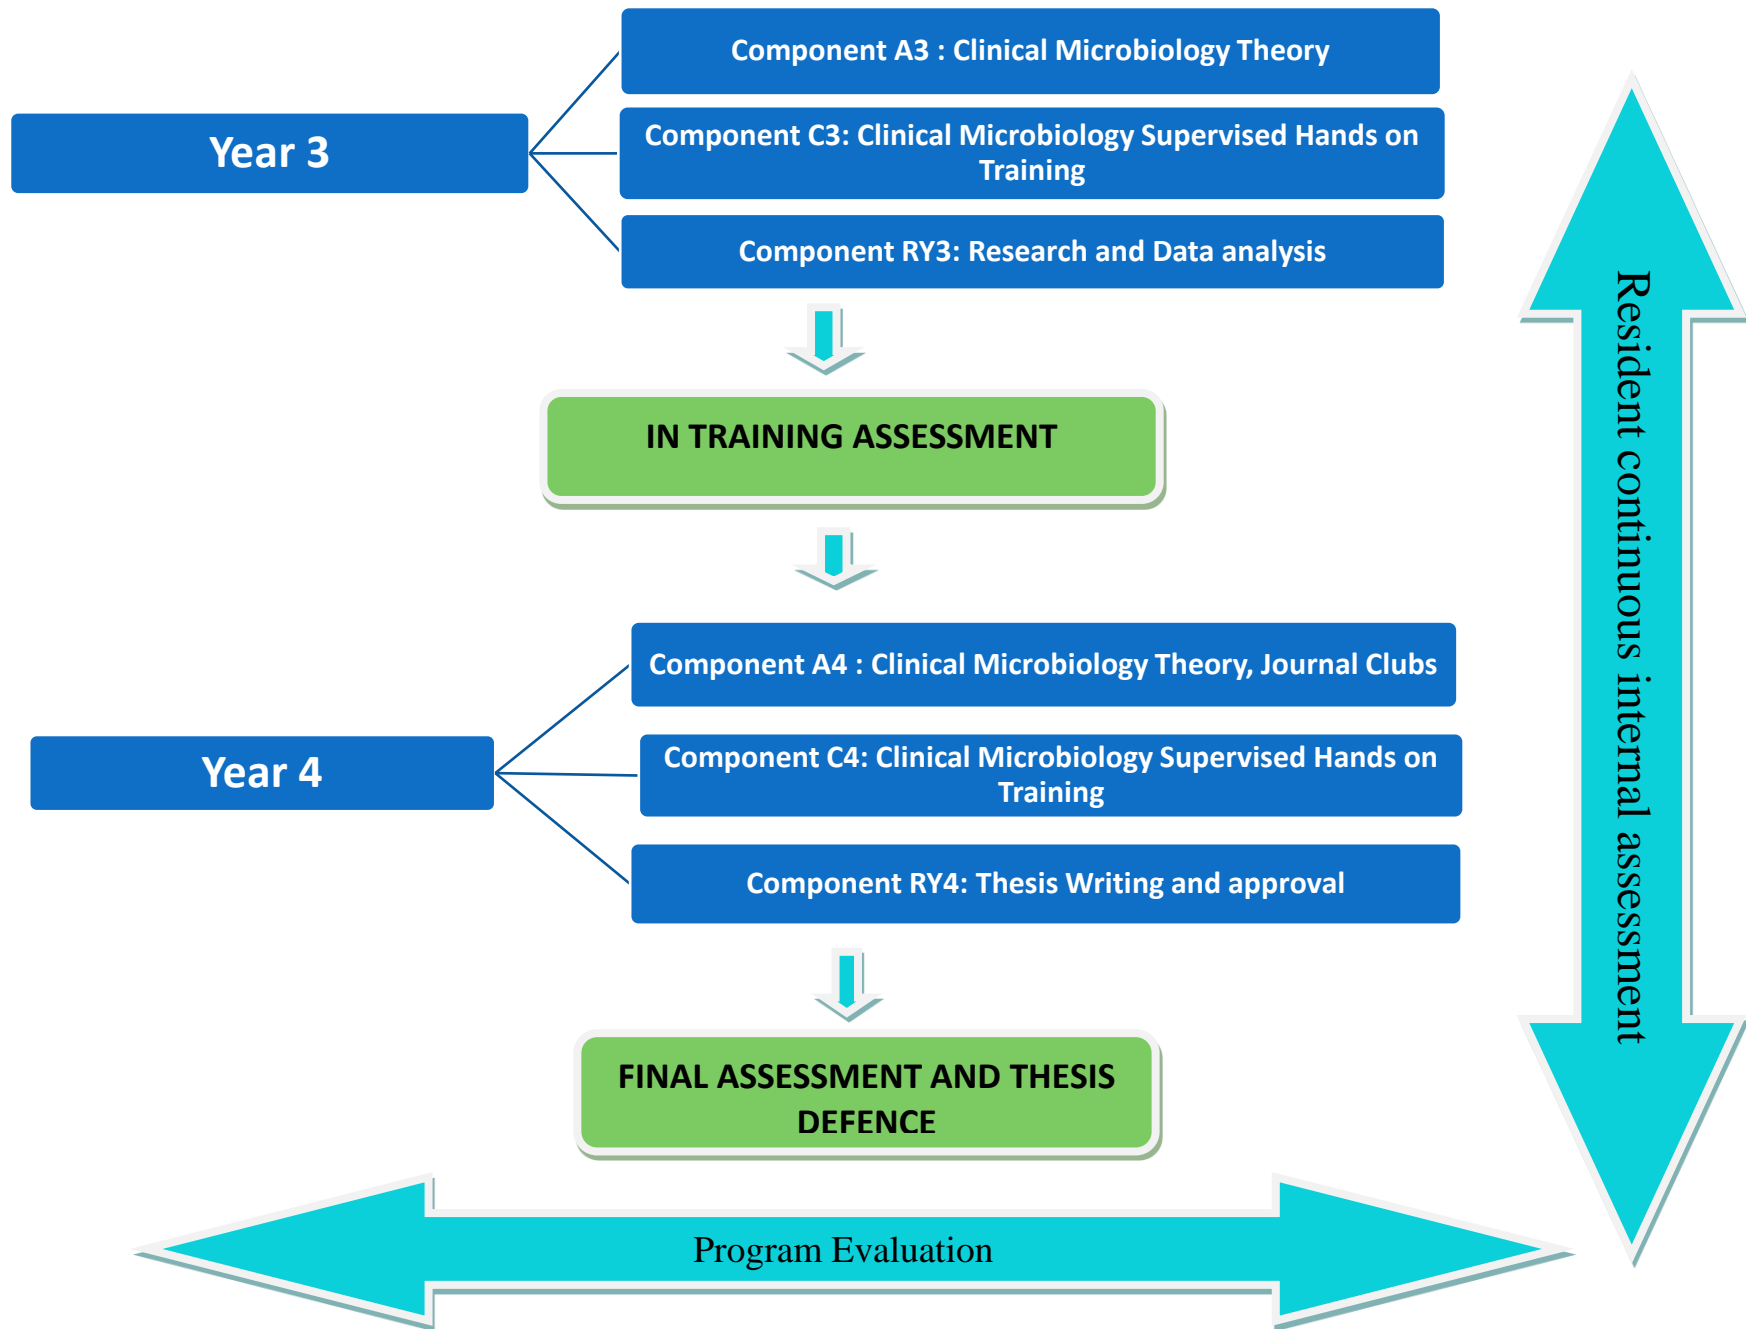 Component A3 : Clinical Microbiology Theory
Year 3
Component C3: Clinical Microbiology Supervised Hands on
Training
Component RY3: Research and Data analysis
IN TRAINING ASSESSMENT
Component A4 : Clinical Microbiology Theory, Journal Clubs
Year 4
Component C4: Clinical Microbiology Supervised Hands on
Training
Component RY4: Thesis Writing and approval
FINAL ASSESSMENT AND THESIS
DEFENCE
Resident continuous internal assessment
Program Evaluation